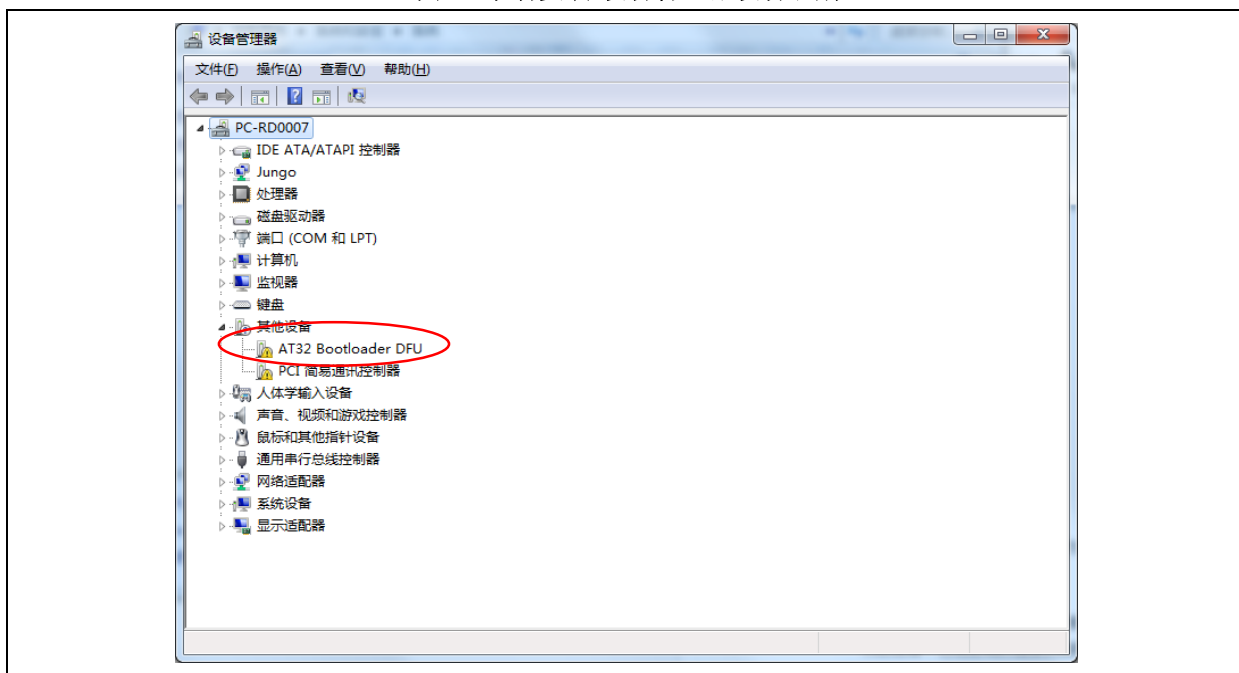 设备管理器
文件(F) 操作(A) 查看(V) 帮助(H)
PC-RD0007
IDE ATA/ATAPI 控制器
Jungo
处理器
磁盘驱动器
端口 (COM 和 LPT)
计算机
监视器
键盘
其他设备
AT32 Bootloader DFU
PCI 简易通讯控制器
人体学输入设备
声音、视频和游戏控制器
鼠标和其他指针设备
通用串行总线控制器
网络适配器
系统设备
显示适配器